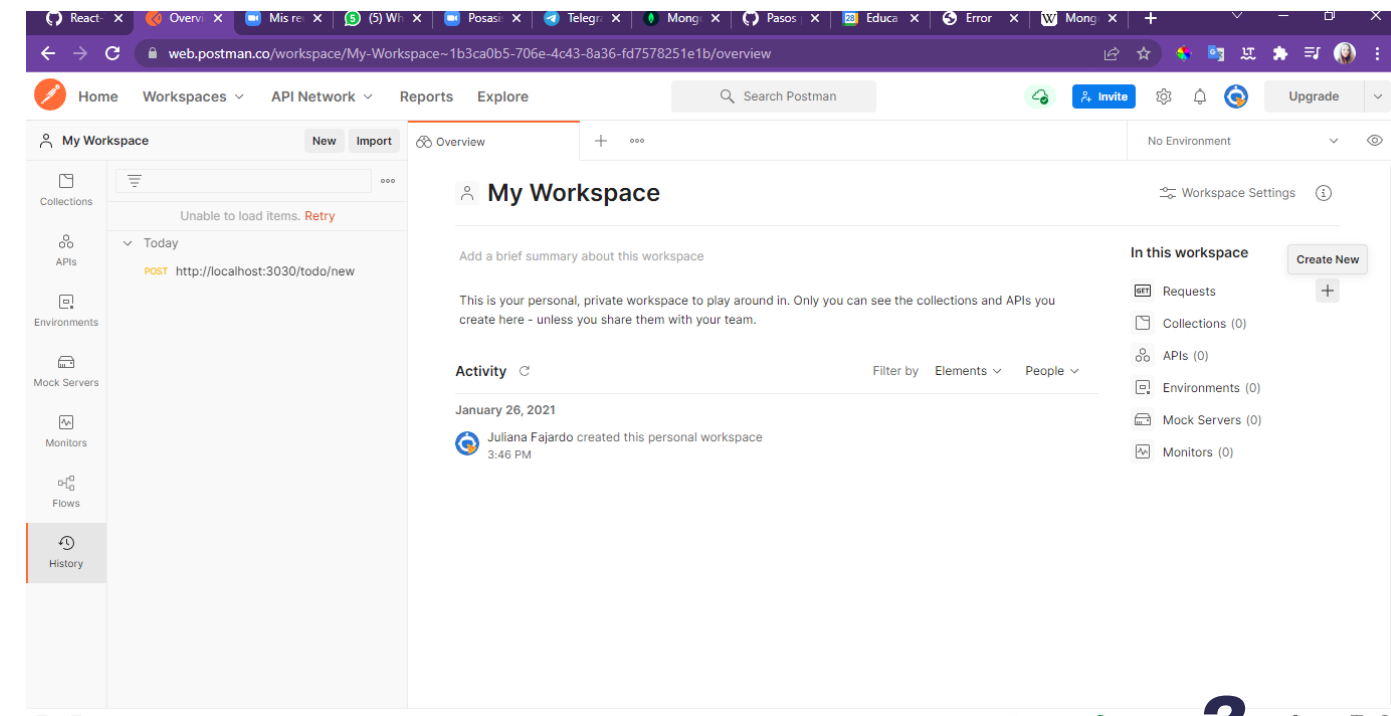 React-
Overvi
Mis re
(5) Wh
Posasi
Telegra
Mong
Pasos
28
Educa
Error
W
Mong
web.postman.co/workspace/My-Workspace~1b3ca0b5-706e-4c43-8a36-fd7578251e1b/overview
Home Workspaces API Network Reports Explore Search Postman Invite Upgrade
My Workspace New Import Overview No Environment
Collections
APIs
Environments
Mock Servers
Monitors
Flows
History
Unable to load items. Retry
Today
POST http://localhost:3030/todo/new
My Workspace
Workspace Settings
Add a brief summary about this workspace
This is your personal, private workspace to play around in. Only you can see the collections and APIs you
create here - unless you share them with your team.
Activity Filter by Elements People
January 26, 2021
Juliana Fajardo created this personal workspace
3:46 PM
In this workspace
Create New
GET Requests
Collections (0)
APIs (0)
Environments (0)
Mock Servers (0)
Monitors (0)